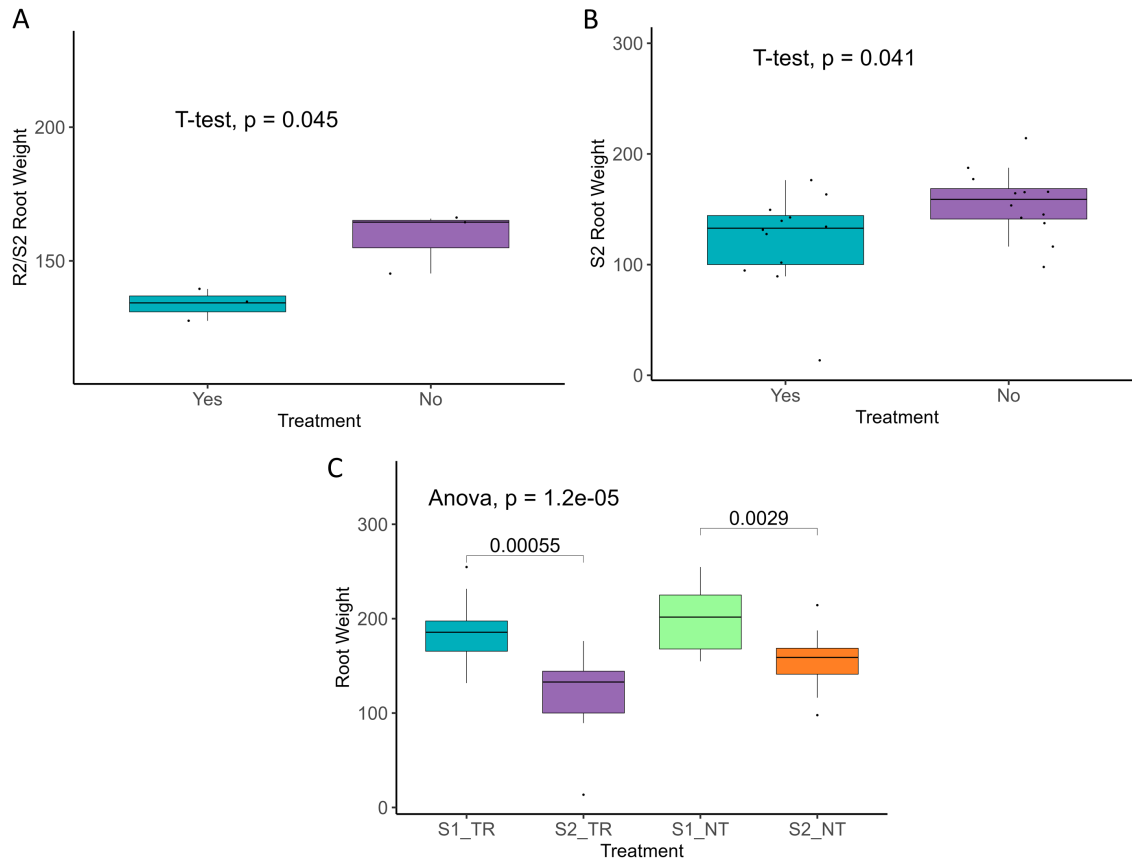 A
T-test, p = 0.045
200
150
R2/S2 Root Weight
Yes
No
Treatment
B
T-test, p = 0.041
300
200
100
0
S2 Root Weight
Yes
No
Treatment
C
Anova, p = 1.2e-05
0.00055
0.0029
300
200
100
0
Root Weight
S1_TR
S2_TR
S1_NT
S2_NT
Treatment